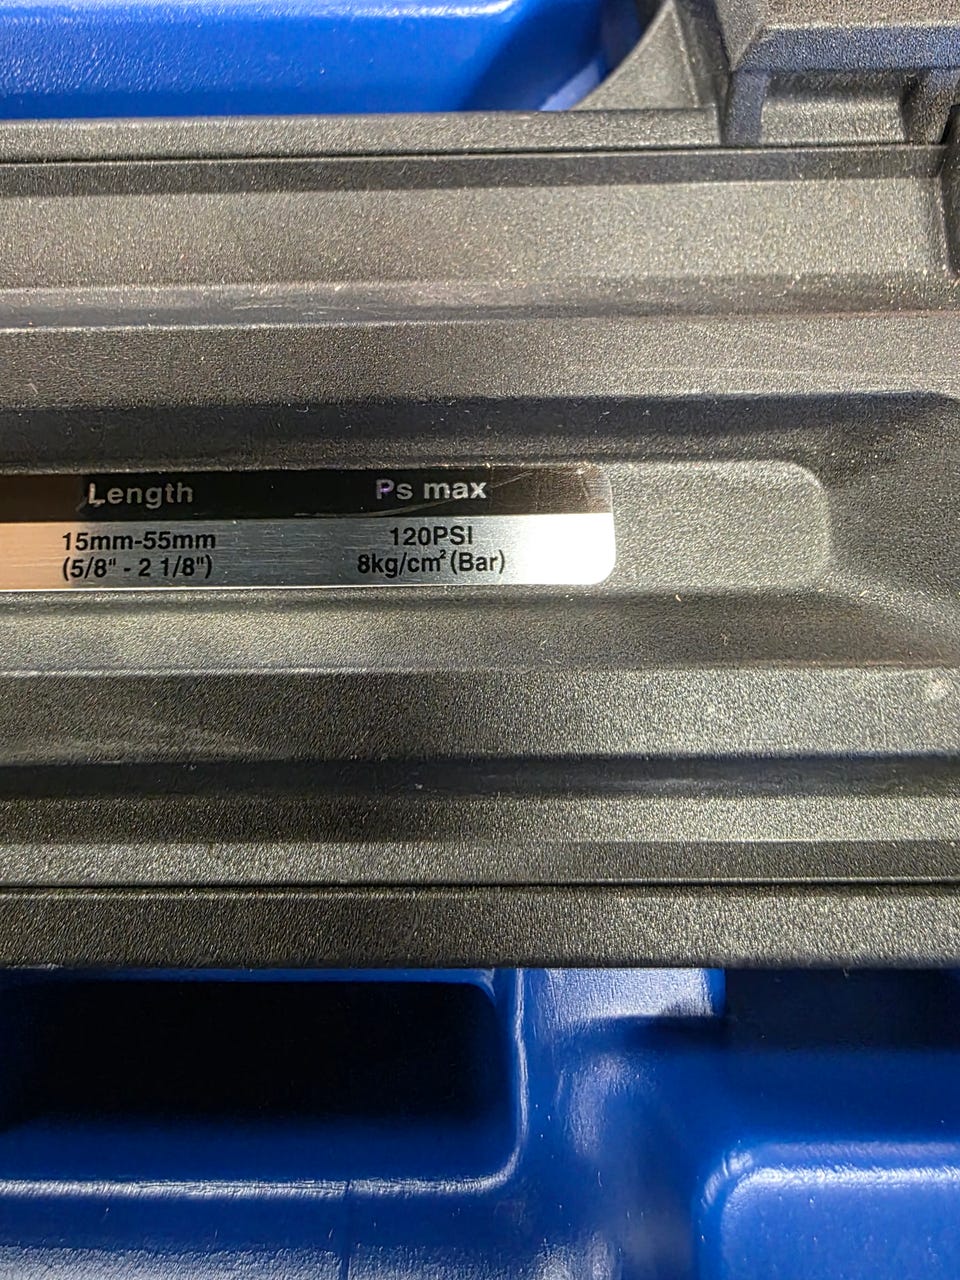 Length Ps max
15mm-55mm 120PSI
(5/8" - 2 1/8") 8kg/cm² (Bar)